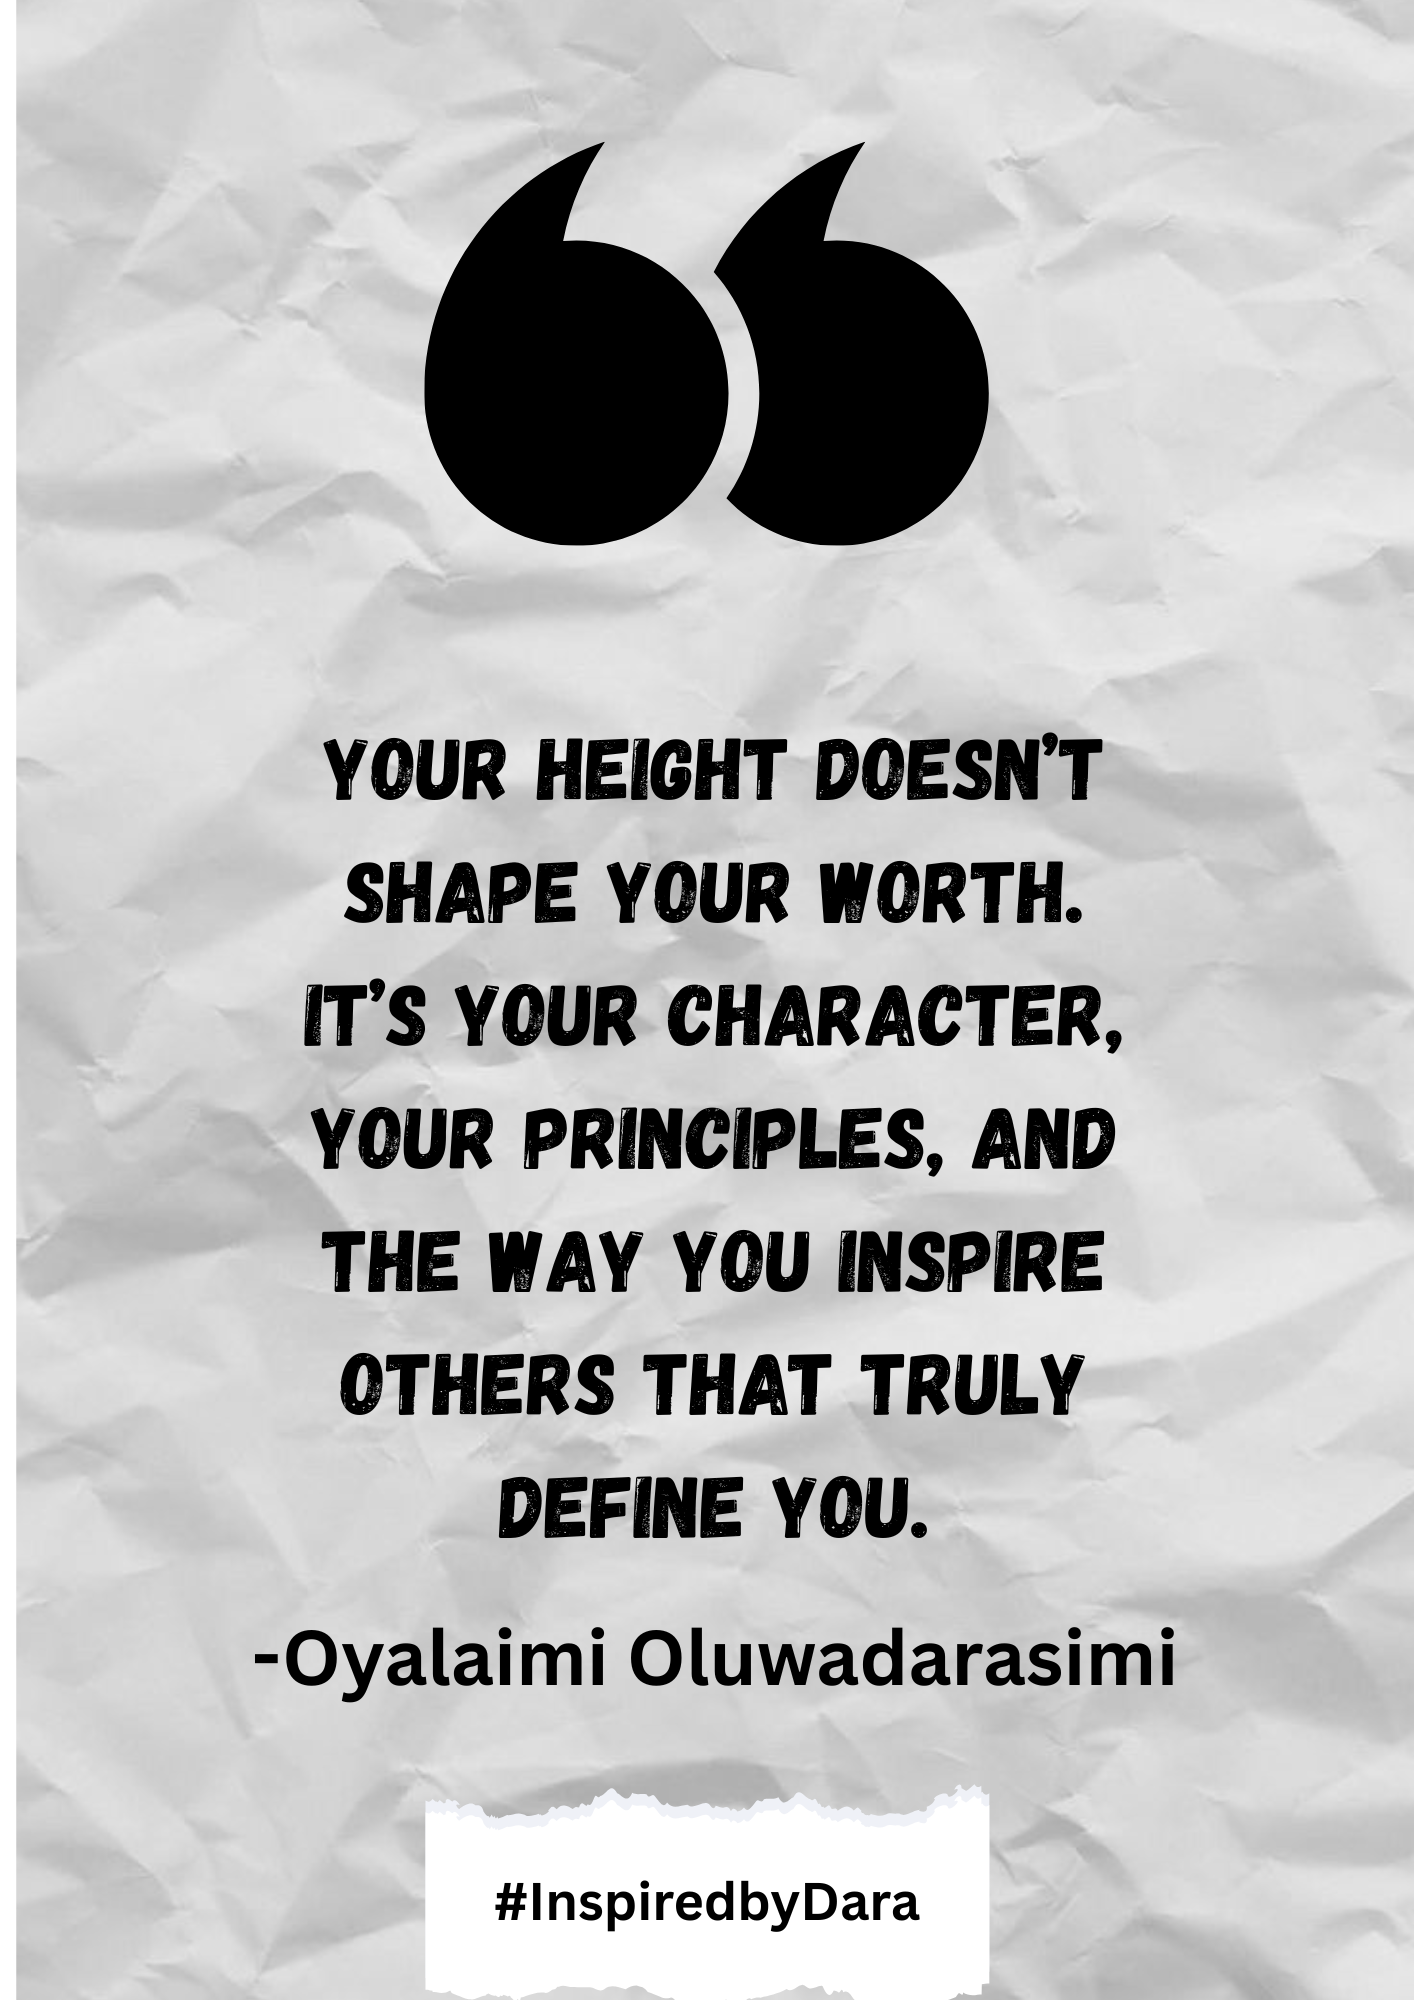 YOUR HEIGHT DOESN’T
SHAPE YOUR WORTH.
IT’S YOUR CHARACTER,
YOUR PRINCIPLES, AND
THE WAY YOU INSPIRE
OTHERS THAT TRULY
DEFINE YOU.
-Oyalaimi Oluwadarasimi
#InspiredbyDara